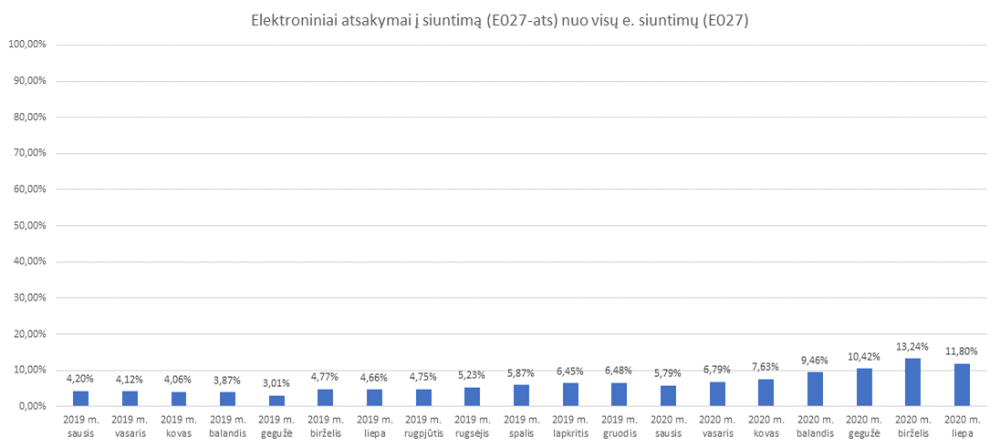 Elektroniniai atsakymai į siuntimą (E027-ats) nuo visų e. siuntimų (E027)
100,00%
90,00%
80,00%
70,00%
60,00%
50,00%
40,00%
30,00%
20,00%
10,00%
0,00%
4,20% 4,12% 4,06% 3,87% 3,01% 4,77% 4,66% 4,75% 5,23% 5,87% 6,45% 6,48% 5,79% 6,79% 7,63% 9,46% 10,42% 13,24% 11,80%
2019 m. 2019 m. 2019 m. 2019 m. 2019 m. 2019 m. 2019 m. 2019 m. 2019 m. 2019 m. 2019 m. 2019 m. 2020 m. 2020 m. 2020 m. 2020 m. 2020 m. 2020 m. 2020 m.
sausis vasaris kovas balandis gegužė birželis liepa rugpjūtis rugsėjis spalis lapkritis gruodis sausis vasaris kovas balandis gegužė birželis liepa